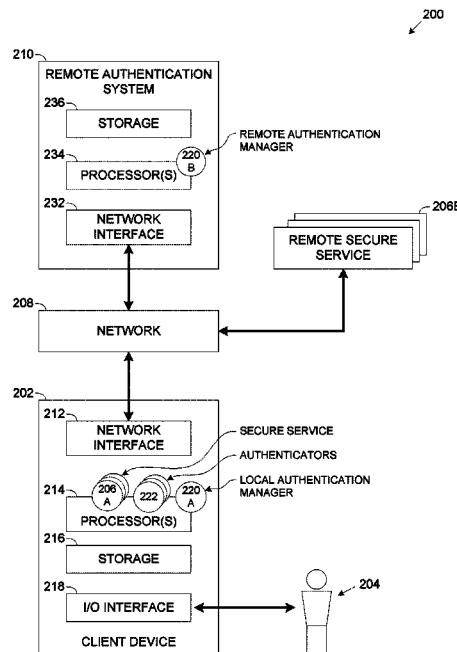 200
210
REMOTE AUTHENTICATION
SYSTEM
236
STORAGE
234
220
B
REMOTE AUTHENTICATION
MANAGER
PROCESSOR(S)
232
NETWORK
INTERFACE
206B
REMOTE SECURE
SERVICE
208
NETWORK
202
212
NETWORK
INTERFACE
SECURE SERVICE
AUTHENTICATORS
214
206
A
222
220
A
LOCAL AUTHENTICATION
MANAGER
PROCESSOR(S)
216
STORAGE
218
I/O INTERFACE
204
CLIENT DEVICE